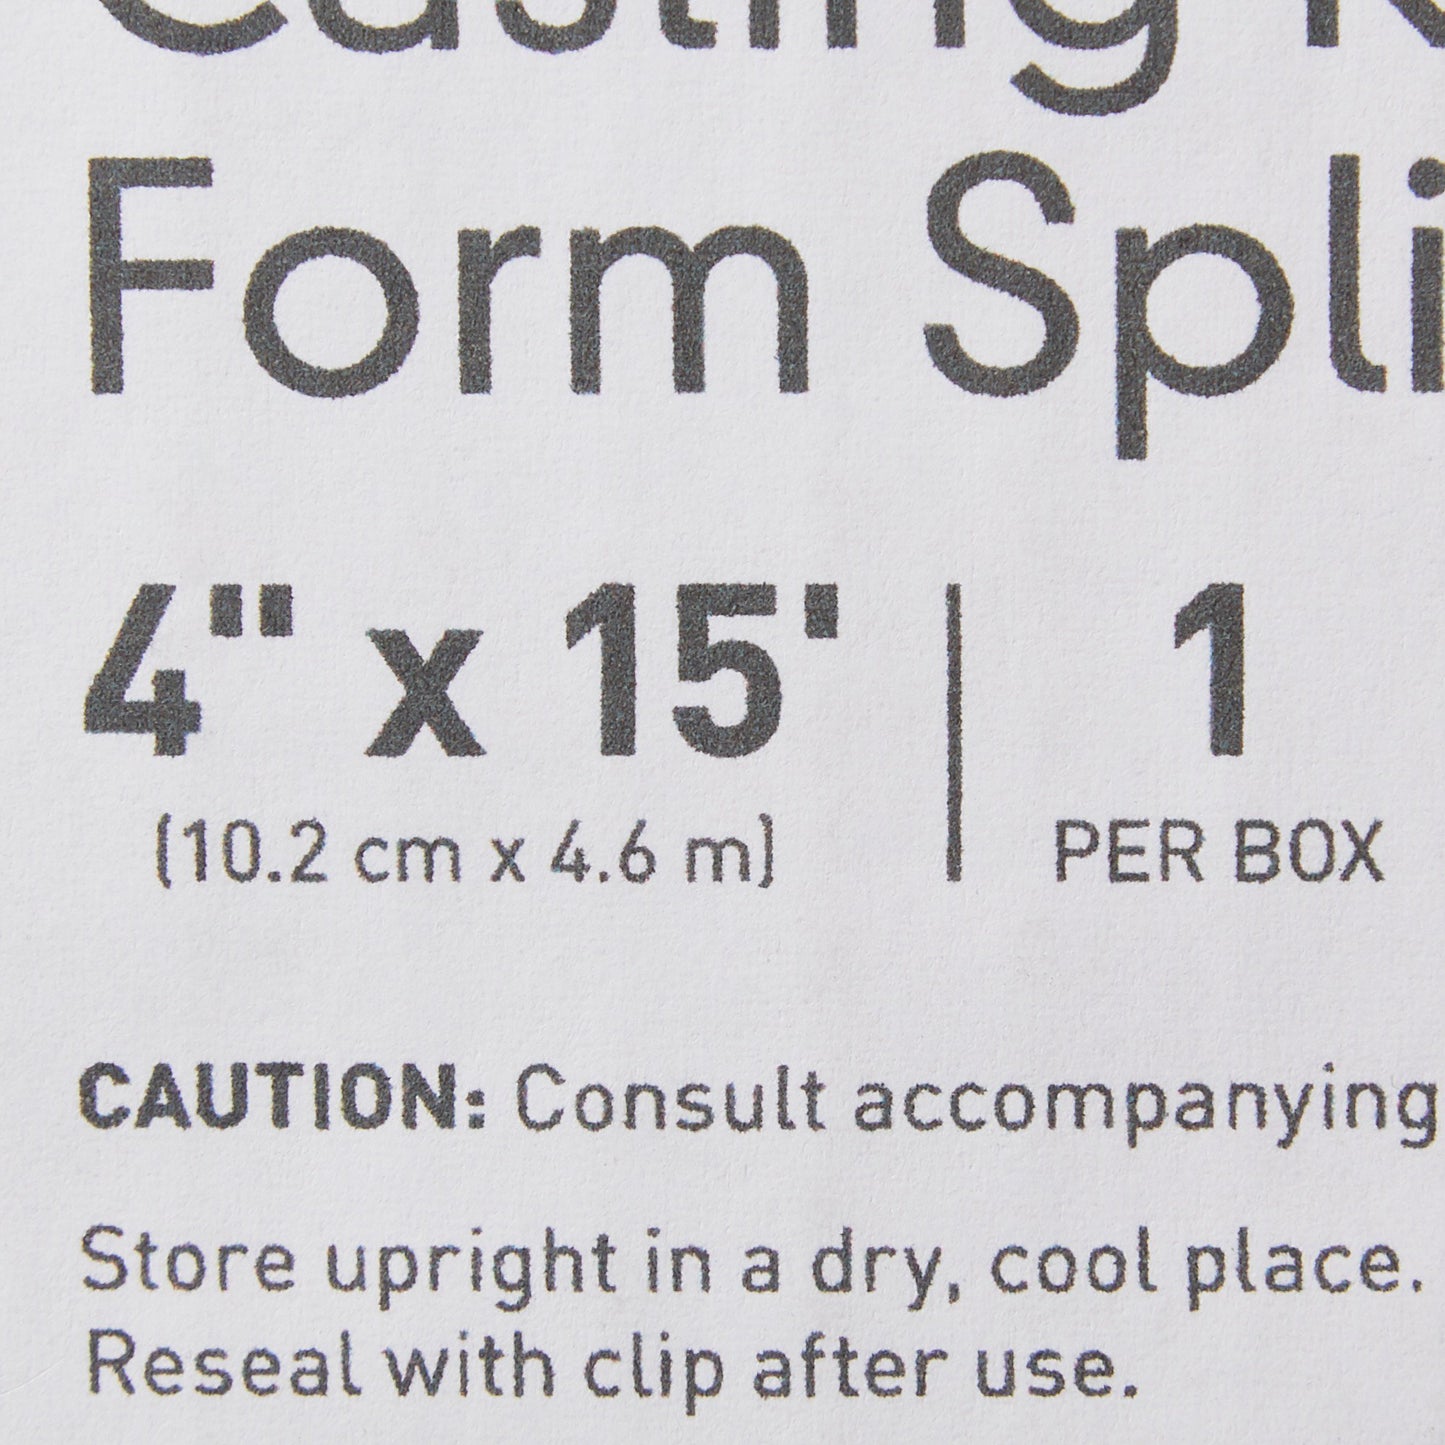 Casting
Form Spli
4" x 15' | 1
(10.2 cm x 4.6 m) PER BOX
CAUTION: Consult accompanying
Store upright in a dry, cool place.
Reseal with clip after use.